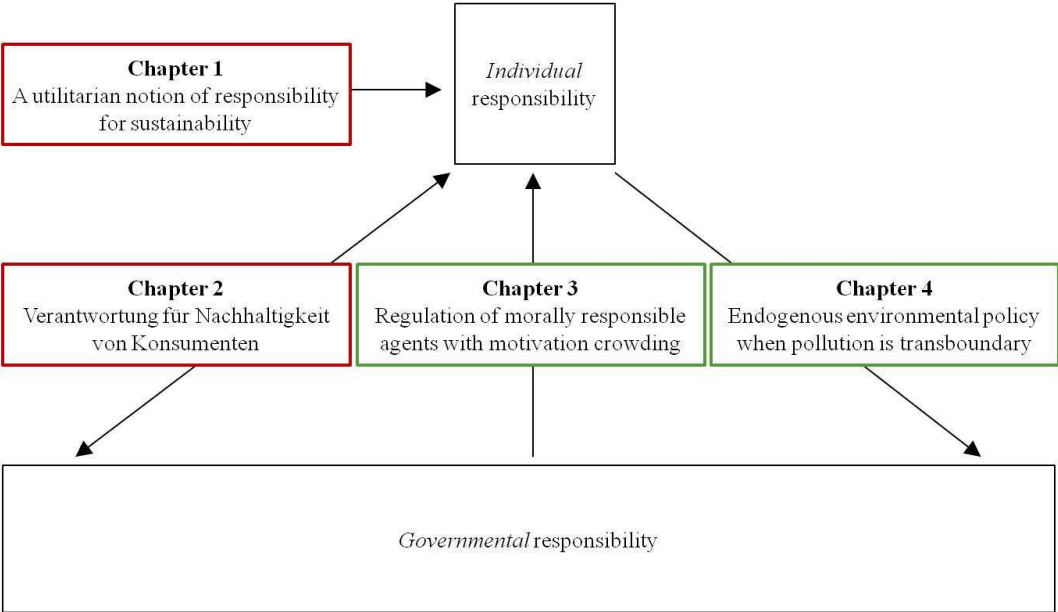 Chapter 1
A utilitarian notion of responsibility
for sustainability
Individual
responsibility
Chapter 2
Verantwortung für Nachhaltigkeit
von Konsumenten
Chapter 3
Regulation of morally responsible
agents with motivation crowding
Chapter 4
Endogenous environmental policy
when pollution is transboundary
Governmental responsibility